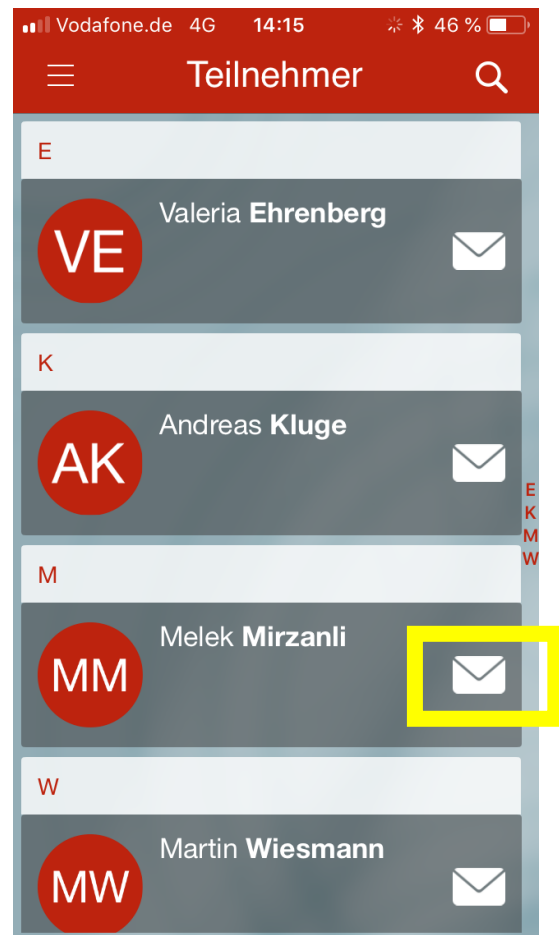 Vodafone.de 4G 14:15 46 %
Teilnehmer
E
VE Valeria Ehrenberg
K
AK Andreas Kluge
E
K
M
W
M
MM Melek Mirzanli
W
MW Martin Wiesmann